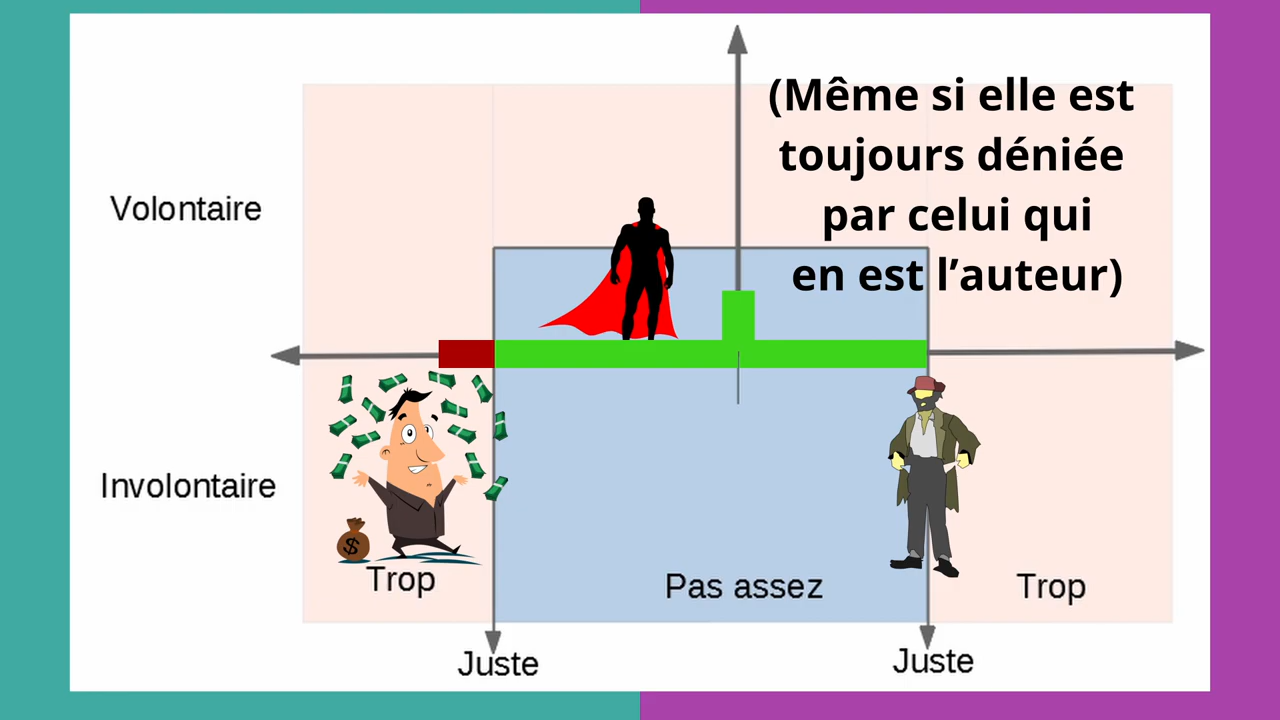 (Même si elle est
toujours déniée
par celui qui
en est l’auteur)
Volontaire
Involontaire
$
Trop
Pas assez
Trop
Juste
Juste